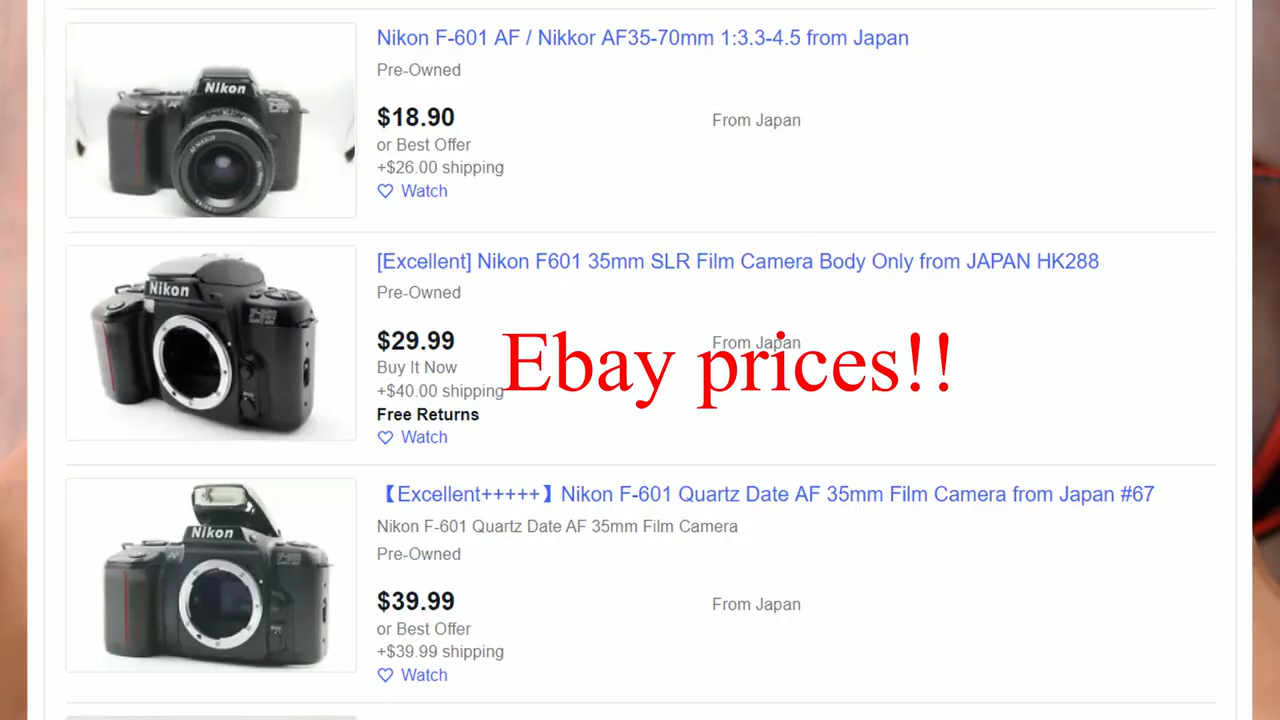 Nikon F-601 AF / Nikkor AF35-70mm 1:3.3-4.5 from Japan
Pre-Owned
Nikon
$18.90
From Japan
or Best Offer
+$26.00 shipping
Watch
[Excellent] Nikon F601 35mm SLR Film Camera Body Only from JAPAN HK288
Pre-Owned
Nikon
$29.99
From Japan
Ebay prices!!
Buy It Now
+$40.00 shipping
Free Returns
Watch
【Excellent+++++】Nikon F-601 Quartz Date AF 35mm Film Camera from Japan #67
Nikon F-601 Quartz Date AF 35mm Film Camera
Nikon
Pre-Owned
$39.99
From Japan
or Best Offer
+$39.99 shipping
Watch